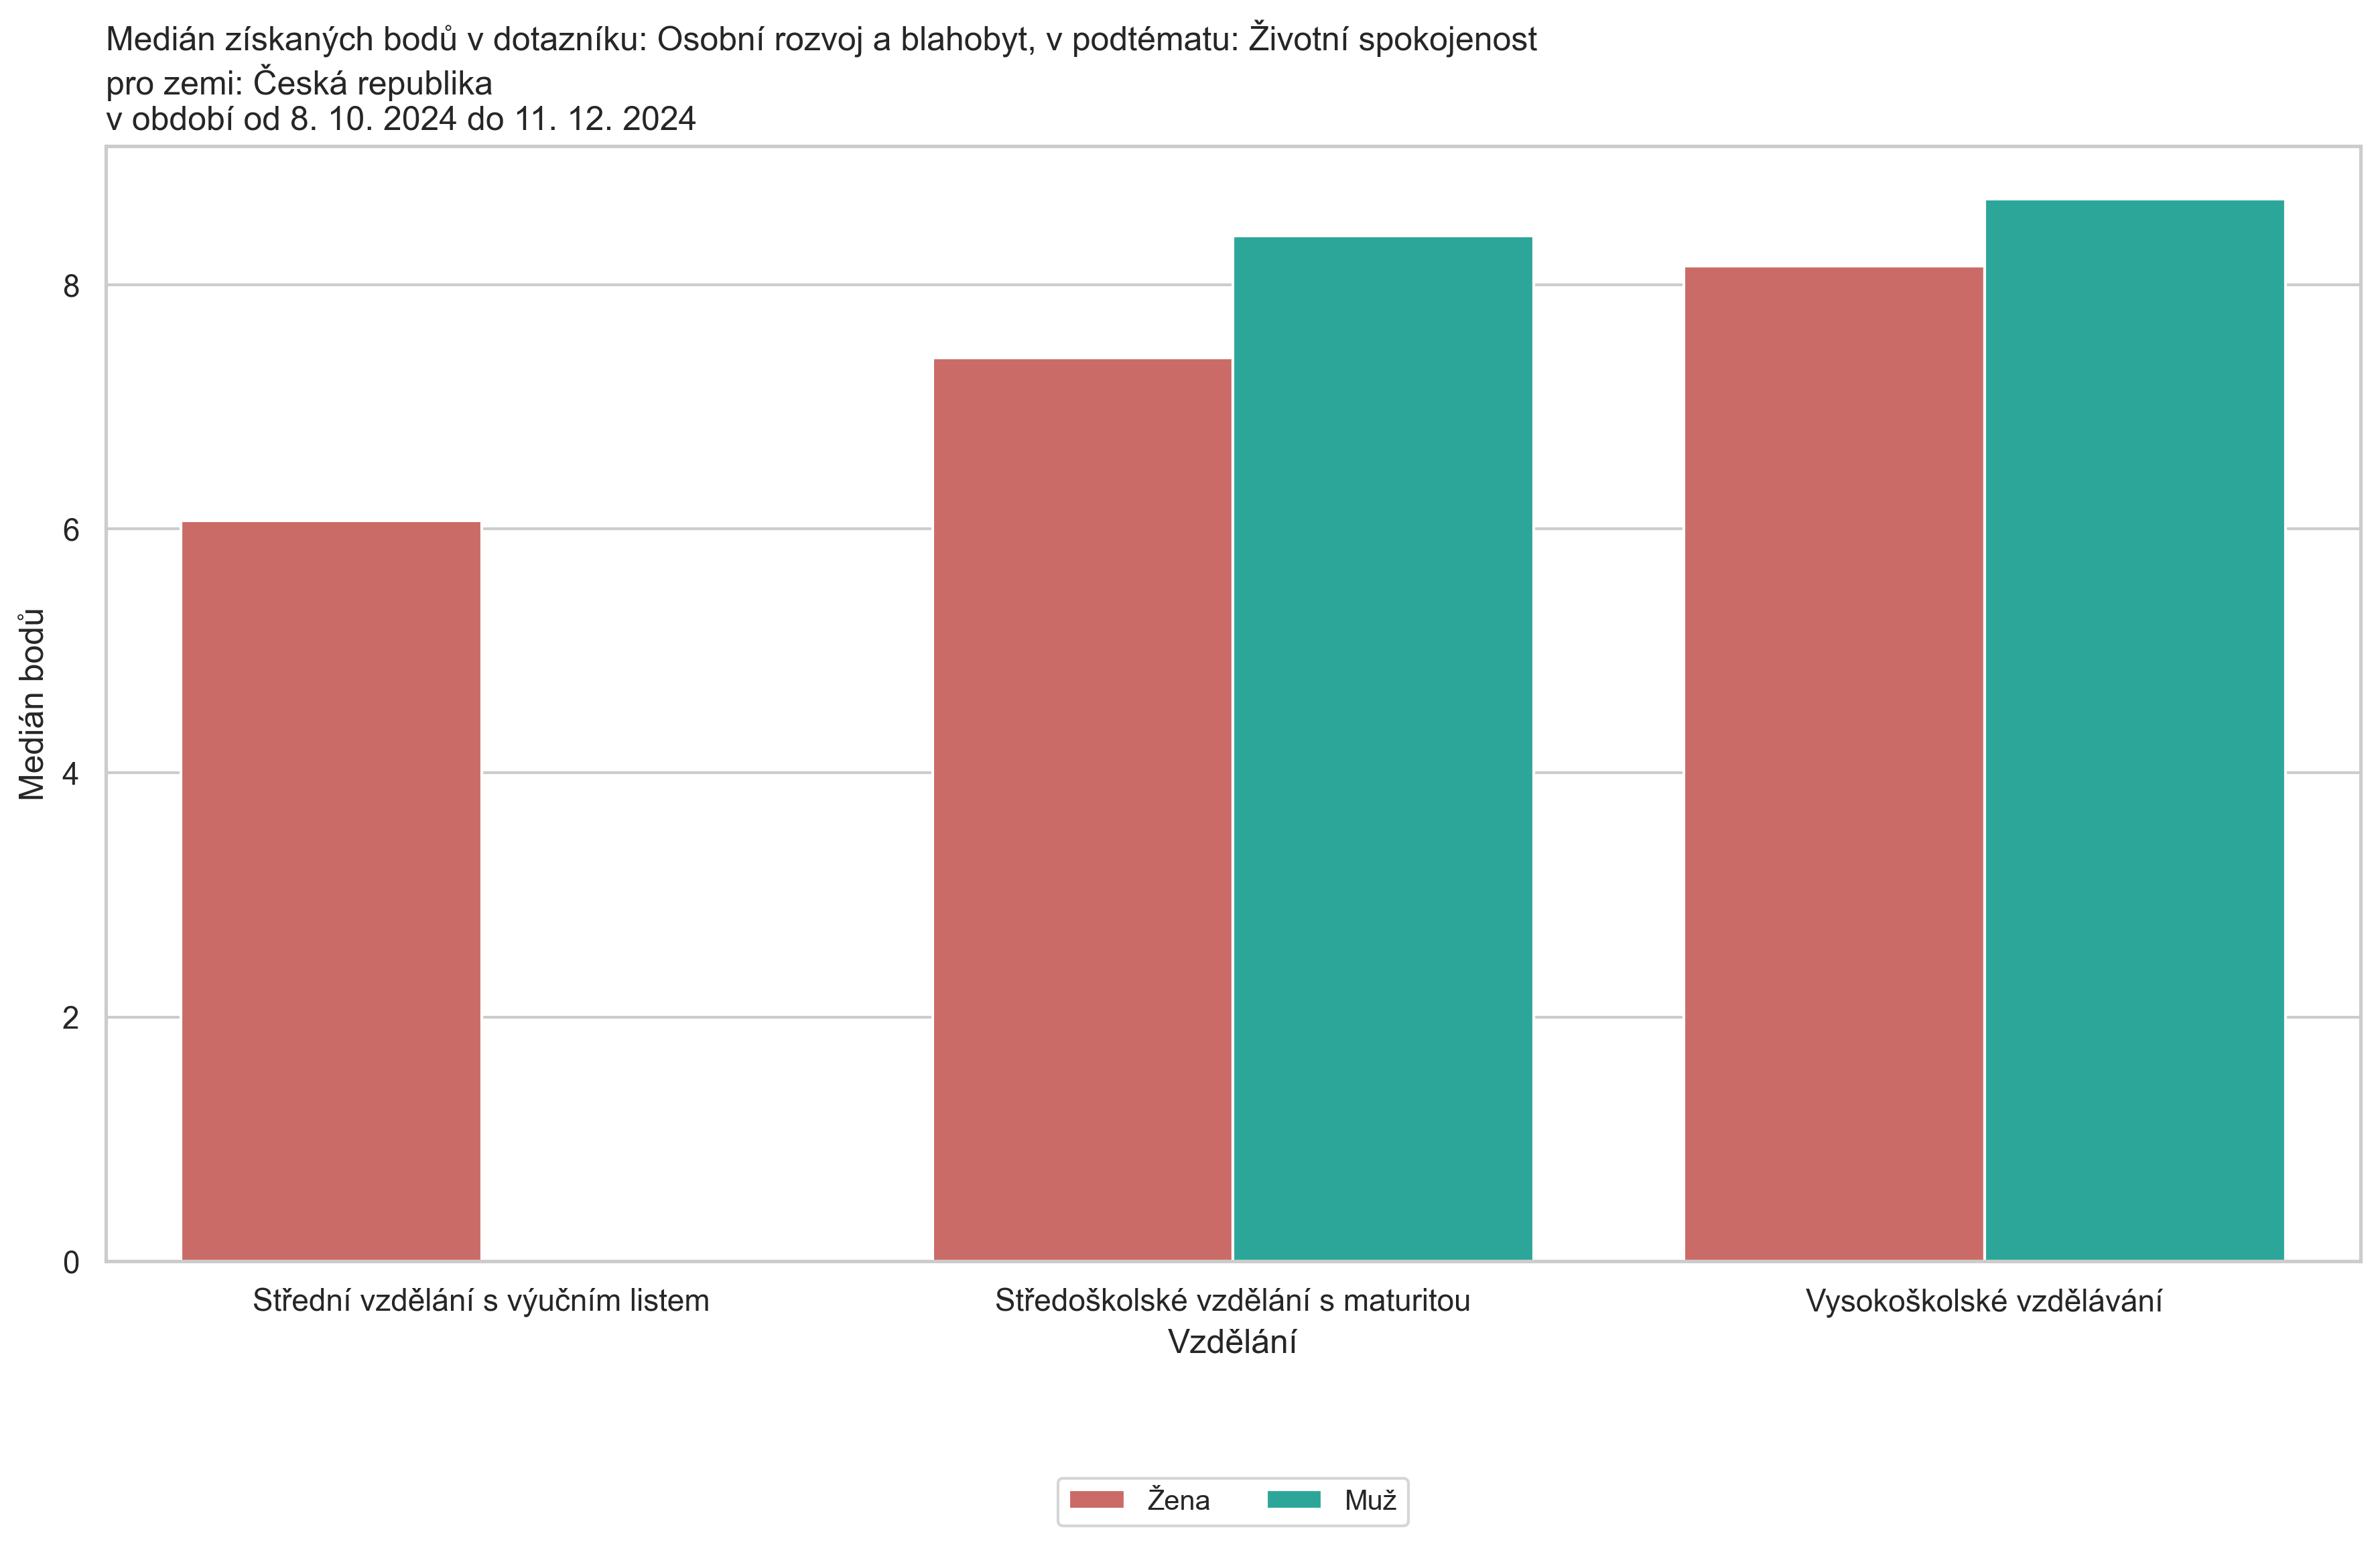 Medián získaných bodů v dotazníku: Osobní rozvoj a blahobyt, v podtématu: Životní spokojenost
pro zemi: Česká republika
v období od 8. 10. 2024 do 11. 12. 2024
8
6
4
2
0
Medián bodů
Střední vzdělání s výučním listem
Středoškolské vzdělání s maturitou
Vysokoškolské vzdělávání
Vzdělání
Žena
Muž